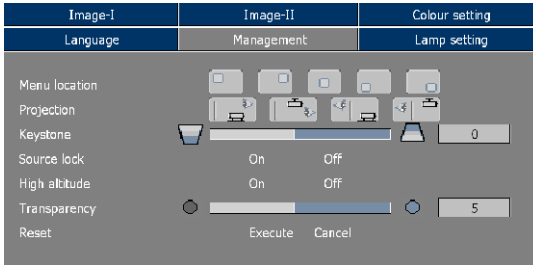 Image-I Image-II Colour setting
Language Management Lamp setting
Menu location
Projection
Keystone 0
Source lock On Off
High altitude On Off
Transparency 5
Reset Execute Cancel